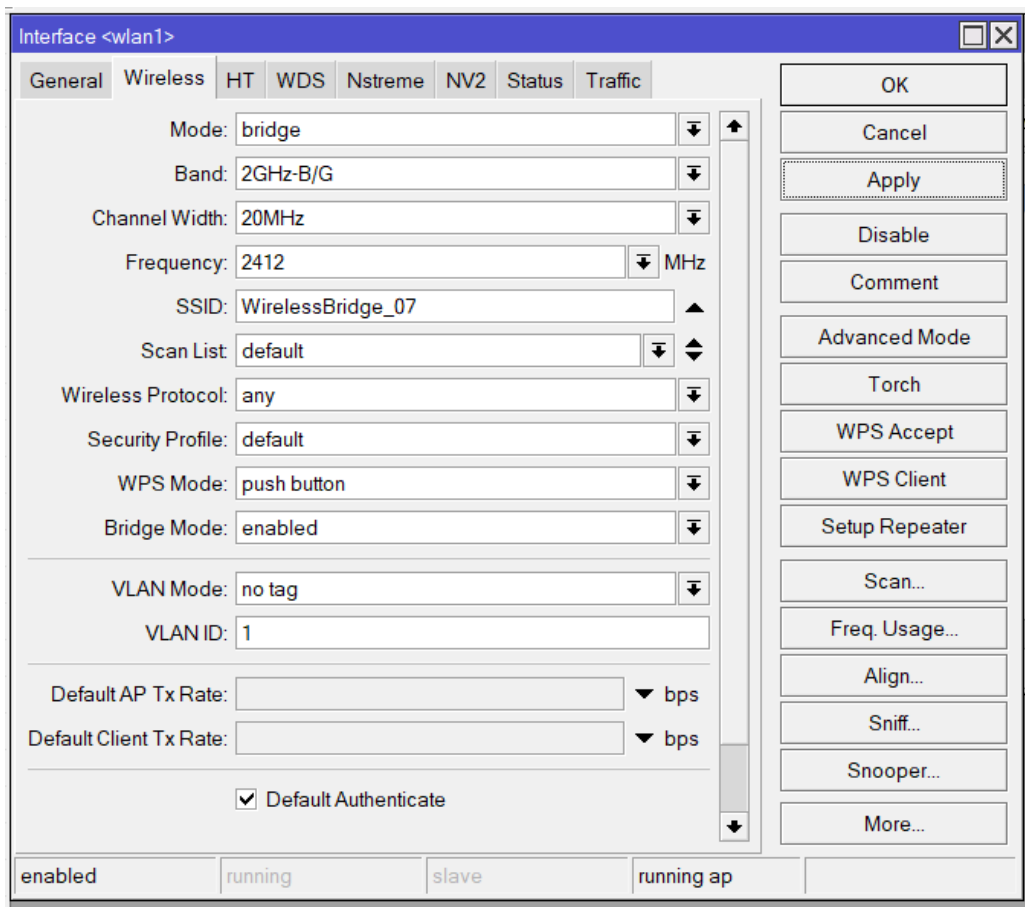 Interface <wlan1>
General Wireless HT WDS Nstreme NV2 Status Traffic
Mode: bridge
Band: 2GHz-B/G
Channel Width: 20MHz
Frequency: 2412 MHz
SSID: WirelessBridge_07
Scan List: default
Wireless Protocol: any
Security Profile: default
WPS Mode: push button
Bridge Mode: enabled
VLAN Mode: no tag
VLAN ID: 1
Default AP Tx Rate: bps
Default Client Tx Rate: bps
Default Authenticate
OK
Cancel
Apply
Disable
Comment
Advanced Mode
Torch
WPS Accept
WPS Client
Setup Repeater
Scan...
Freq. Usage...
Align...
Sniff...
Snooper...
More...
enabled running slave running ap